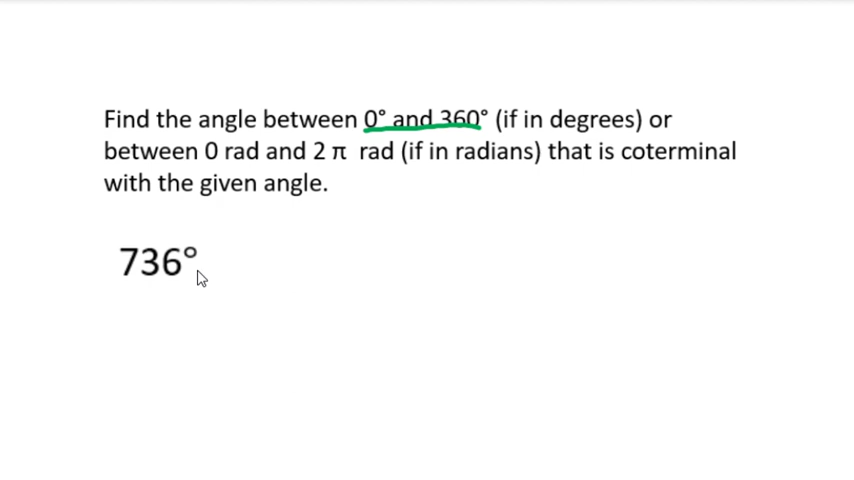 Find the angle between 0° and 360° (if in degrees) or
between 0 rad and 2 π rad (if in radians) that is coterminal
with the given angle.
736°